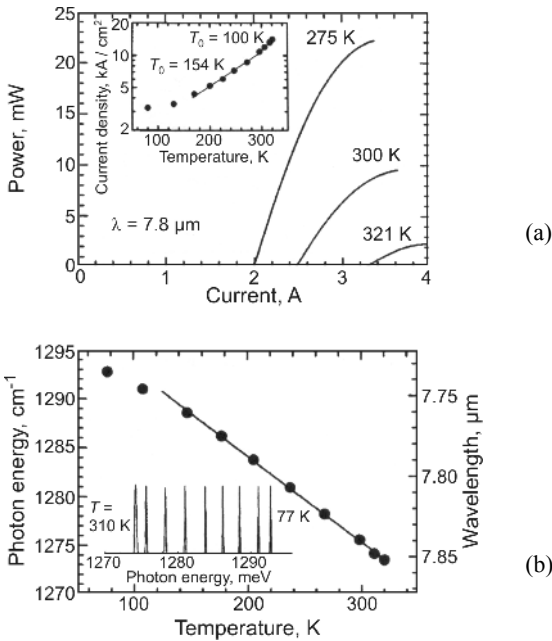 25
20
15
10
5
0
Power, mW
0
1
2
3
4
Current, A
275 K
300 K
321 K
λ = 7.8 µm
20
10
5
2
Current density, kA / cm²
100
200
300
Temperature, K
T₀ = 100 K
T₀ = 154 K
(a)
1295
1290
1285
1280
1275
1270
Photon energy, cm⁻¹
7.75
7.80
7.85
Wavelength, µm
T =
310 K
77 K
1270
1280
1290
Photon energy, meV
100
200
300
Temperature, K
(b)